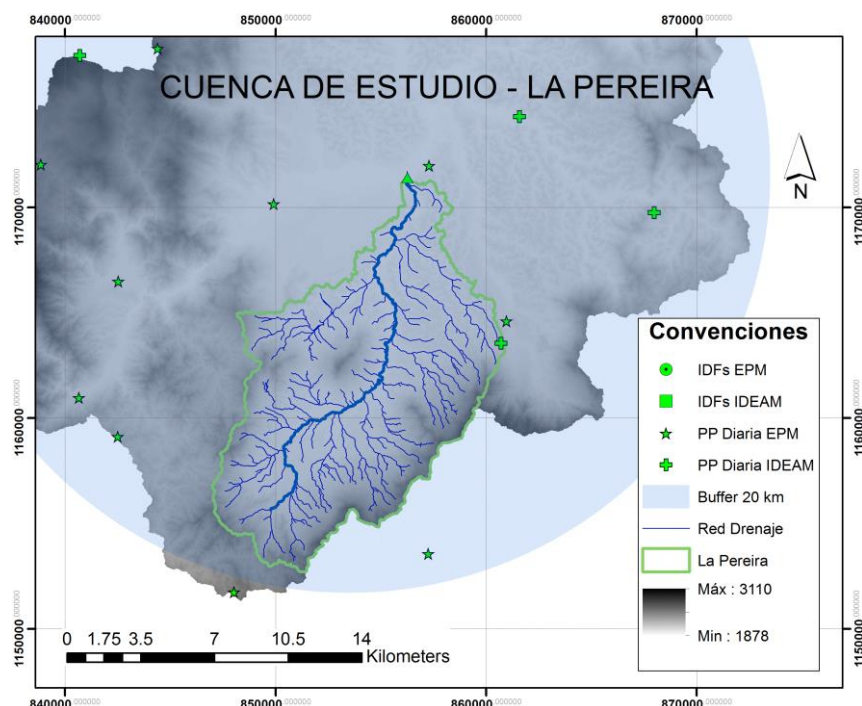 840000.000000 850000.000000 860000.000000 870000.000000
CUENCA DE ESTUDIO - LA PEREIRA
N
1170000.000000
1170000.000000
Convenciones
IDFs EPM
IDFs IDEAM
PP Diaria EPM
PP Diaria IDEAM
Buffer 20 km
Red Drenaje
La Pereira
Máx : 3110
Min : 1878
1160000.000000
1160000.000000
1150000.000000
1150000.000000
0 1.75 3.5 7 10.5 14
Kilometers
840000.000000 850000.000000 860000.000000 870000.000000